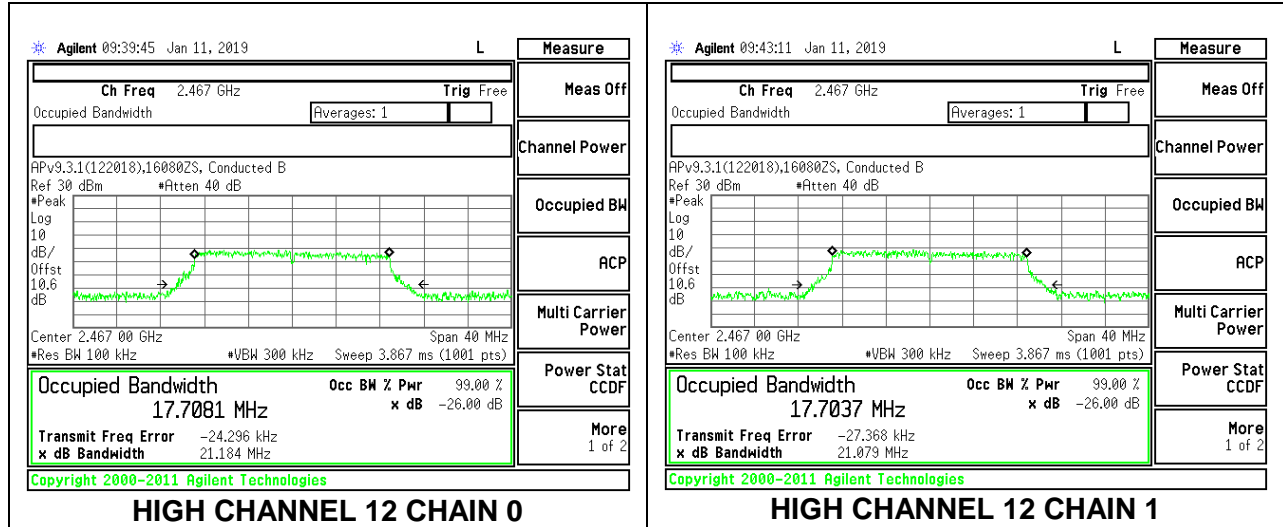 Agilent 09:39:45 Jan 11, 2019 L
Measure
Ch Freq 2.467 GHz Trig Free
Occupied Bandwidth Averages: 1
APv9.3.1(122018),16080ZS, Conducted B
Ref 30 dBm #Atten 40 dB
#Peak
Log
10
dB/
Offst
10.6
dB
Center 2.467 00 GHz Span 40 MHz
#Res BW 100 kHz #VBW 300 kHz Sweep 3.867 ms (1001 pts)
Occupied Bandwidth Occ BW % Pwr 99.00 %
17.7081 MHz x dB -26.00 dB
Transmit Freq Error -24.296 kHz
x dB Bandwidth 21.184 MHz
Copyright 2000-2011 Agilent Technologies
Meas Off
Channel Power
Occupied BW
ACP
Multi Carrier
Power
Power Stat
CCDF
More
1 of 2
HIGH CHANNEL 12 CHAIN 0
Agilent 09:43:11 Jan 11, 2019 L
Measure
Ch Freq 2.467 GHz Trig Free
Occupied Bandwidth Averages: 1
APv9.3.1(122018),16080ZS, Conducted B
Ref 30 dBm #Atten 40 dB
#Peak
Log
10
dB/
Offst
10.6
dB
Center 2.467 00 GHz Span 40 MHz
#Res BW 100 kHz #VBW 300 kHz Sweep 3.867 ms (1001 pts)
Occupied Bandwidth Occ BW % Pwr 99.00 %
17.7037 MHz x dB -26.00 dB
Transmit Freq Error -27.368 kHz
x dB Bandwidth 21.079 MHz
Copyright 2000-2011 Agilent Technologies
Meas Off
Channel Power
Occupied BW
ACP
Multi Carrier
Power
Power Stat
CCDF
More
1 of 2
HIGH CHANNEL 12 CHAIN 1